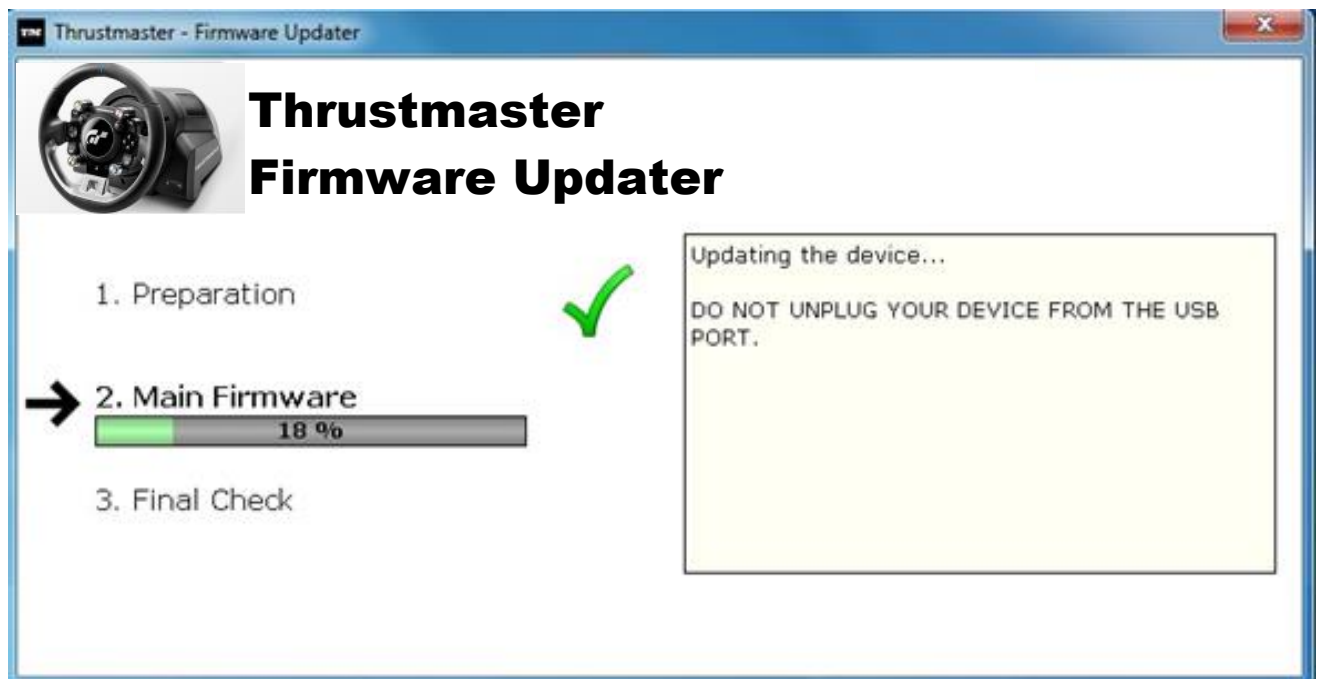 Thrustmaster - Firmware Updater
Thrustmaster
Firmware Updater
1. Preparation
2. Main Firmware
18 %
3. Final Check
Updating the device...
DO NOT UNPLUG YOUR DEVICE FROM THE USB
PORT.